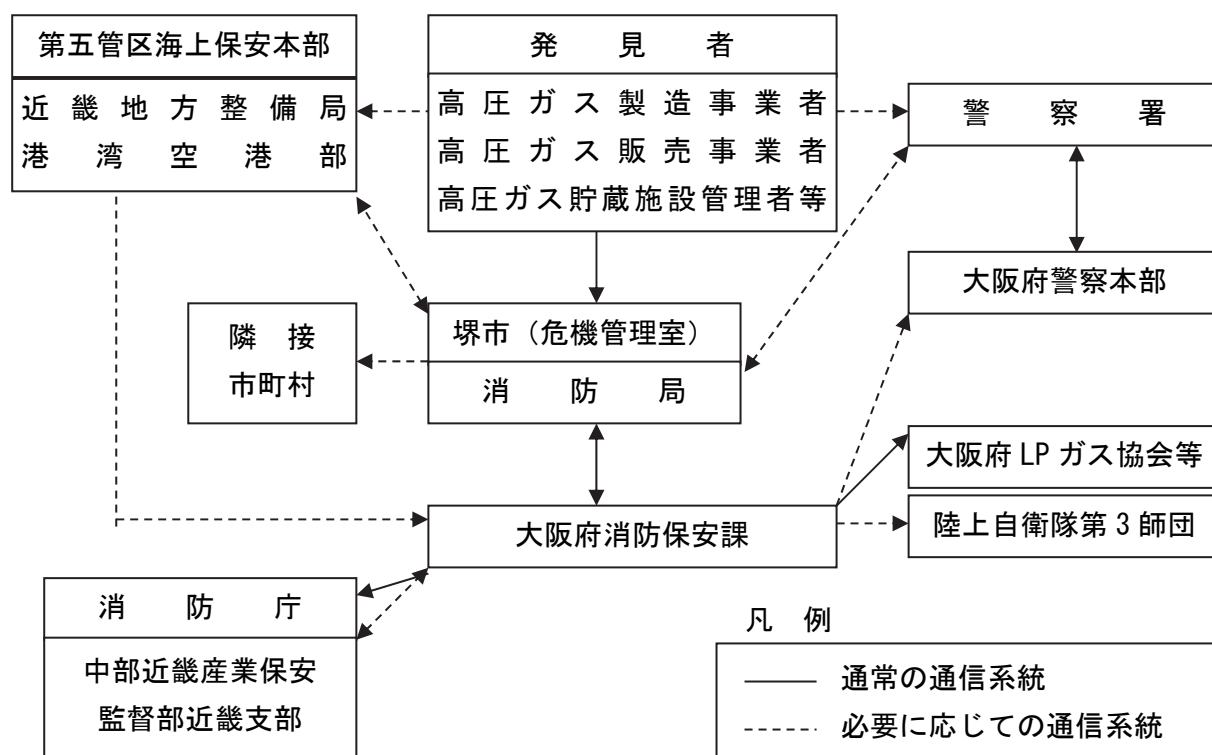 第五管区海上保安本部
近畿地方整備局
港湾空港部
発見者
高圧ガス製造事業者
高圧ガス販売事業者
高圧ガス貯蔵施設管理者等
警察署
大阪府警察本部
隣接
市町村
堺市（危機管理室）
消防局
大阪府 LP ガス協会等
陸上自衛隊第 3 師団
大阪府消防保安課
消防庁
中部近畿産業保安
監督部近畿支部
凡例
通常の通信系統
必要に応じての通信系統